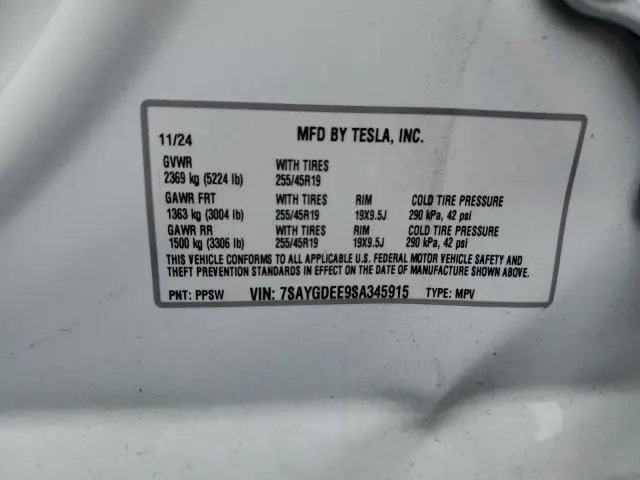 11/24 MFD BY TESLA, INC.
GVWR WITH TIRES
2369 kg (5224 lb) 255/45R19
GAWR FRT WITH TIRES RIM COLD TIRE PRESSURE
1363 kg (3004 lb) 255/45R19 19X9.5J 290 kPa, 42 psi
GAWR RR WITH TIRES RIM COLD TIRE PRESSURE
1500 kg (3306 lb) 255/45R19 19X9.5J 290 kPa, 42 psi
THIS VEHICLE CONFORMS TO ALL APPLICABLE U.S. FEDERAL MOTOR VEHICLE SAFETY AND
THEFT PREVENTION STANDARDS IN EFFECT ON THE DATE OF MANUFACTURE SHOWN ABOVE.
PNT: PPSW VIN: 7SAYGDEE9SA345915 TYPE: MPV